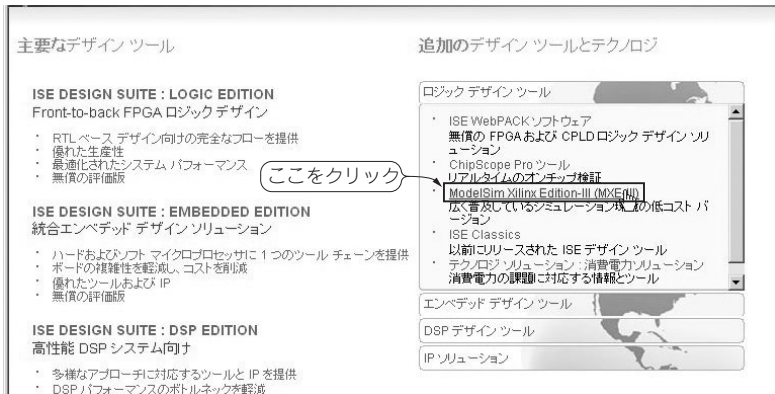 主要なデザイン ツール
ISE DESIGN SUITE : LOGIC EDITION
Front-to-back FPGA ロジック デザイン
・ RTL ベース デザイン向けの完全なフローを提供
・ 優れた生産性
・ 最適化されたシステム パフォーマンス
・ 無償の評価版
ISE DESIGN SUITE : EMBEDDED EDITION
統合エンベデッド デザイン ソリューション
・ ハードおよびソフト マイクロプロセッサに 1 つのツール チェーンを提供
・ ボードの複雑性を軽減し、コストを削減
・ 優れたツールおよび IP
・ 無償の評価版
ISE DESIGN SUITE : DSP EDITION
高性能 DSP システム向け
・ 多様なアプローチに対応するツールと IP を提供
・ DSP パフォーマンスのボトルネックを軽減
ここをクリック
追加のデザイン ツールとテクノロジ
ロジック デザイン ツール
・ ISE WebPACK ソフトウェア
無償の FPGA および CPLD ロジック デザイン ソリ
ューション
・ ChipScope Pro ツール
リアルタイムのオンチップ検証
・ ModelSim Xilinx Edition-III (MXE-III)
広く普及しているシミュレーション環境の低コスト バ
ージョン
・ ISE Classics
以前にリリースされた ISE デザイン ツール
・ テクノロジ ソリューション : 消費電力ソリューション
消費電力の課題に対応する情報とツール
エンベデッド デザイン ツール
DSP デザイン ツール
IP ソリューション